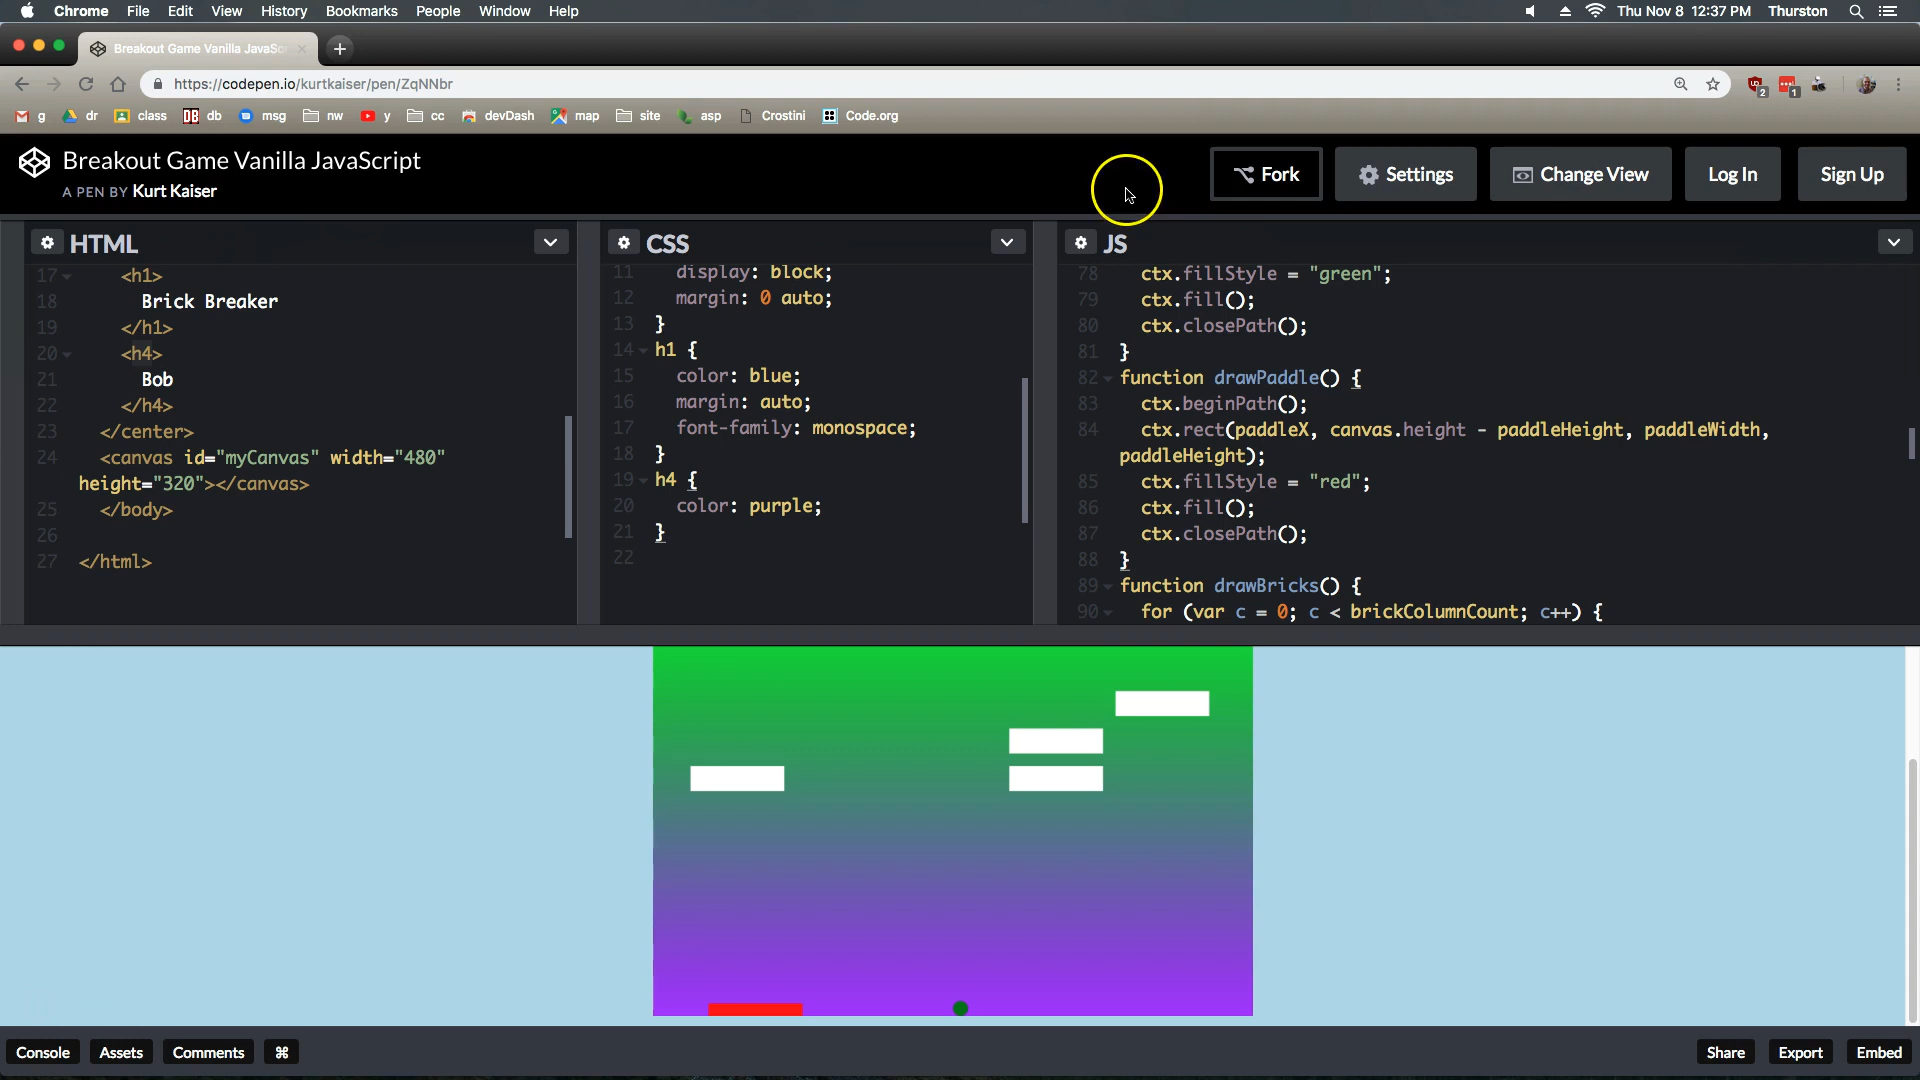 Chrome File Edit View History Bookmarks People Window Help Thu Nov 8 12:37 PM Thurston
Breakout Game Vanilla JavaSc
https://codepen.io/kurtkaiser/pen/ZqNNbr
2 1
g dr class DB db msg nw y cc devDash map site asp Crostini Code.org
Breakout Game Vanilla JavaScript
A PEN BY Kurt Kaiser
Fork Settings Change View Log In Sign Up
HTML
17 <h1>
18 Brick Breaker
19 </h1>
20 <h4>
21 Bob
22 </h4>
23 </center>
24 <canvas id="myCanvas" width="480"
height="320"></canvas>
25 </body>
26
27 </html>
CSS
11 display: block;
12 margin: 0 auto;
13 }
14 h1 {
15 color: blue;
16 margin: auto;
17 font-family: monospace;
18 }
19 h4 {
20 color: purple;
21 }
22
JS
78 ctx.fillStyle = "green";
79 ctx.fill();
80 ctx.closePath();
81 }
82 function drawPaddle() {
83 ctx.beginPath();
84 ctx.rect(paddleX, canvas.height - paddleHeight, paddleWidth,
paddleHeight);
85 ctx.fillStyle = "red";
86 ctx.fill();
87 ctx.closePath();
88 }
89 function drawBricks() {
90 for (var c = 0; c < brickColumnCount; c++) {
Console Assets Comments ⌘ Share Export Embed